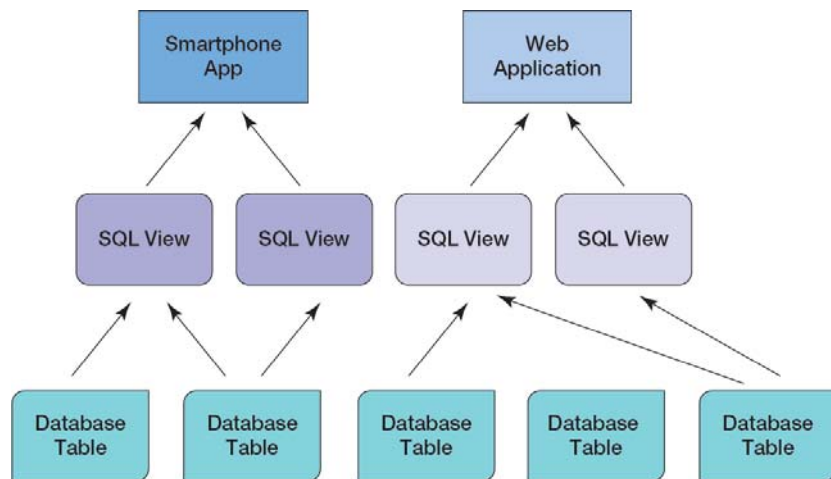 Smartphone
App
Web
Application
SQL View
SQL View
SQL View
SQL View
Database
Table
Database
Table
Database
Table
Database
Table
Database
Table